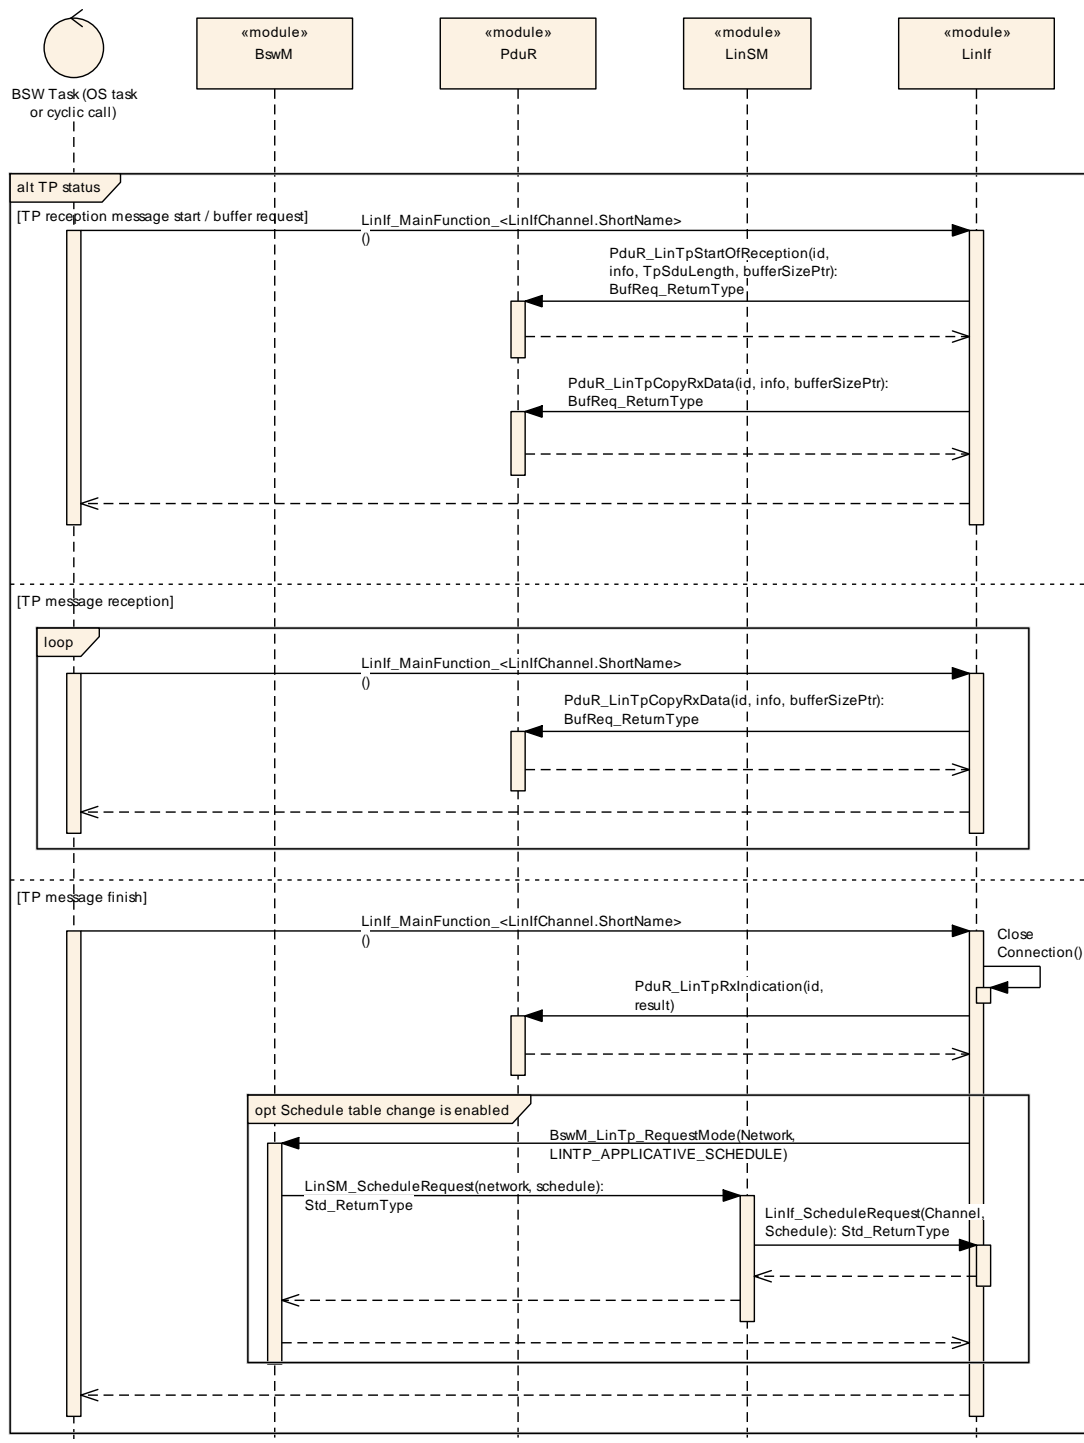 «module»
BswM
«module»
PduR
«module»
LinSM
«module»
LinIf
BSW Task (OS task
or cyclic call)
alt TP status
[TP reception message start / buffer request]
LinIf_MainFunction_<LinIfChannel.ShortName>
()
PduR_LinTpStartOfReception(id,
info, TpSduLength, bufferSizePtr):
BufReq_ReturnType
PduR_LinTpCopyRxData(id, info, bufferSizePtr):
BufReq_ReturnType
[TP message reception]
loop
LinIf_MainFunction_<LinIfChannel.ShortName>
()
PduR_LinTpCopyRxData(id, info, bufferSizePtr):
BufReq_ReturnType
[TP message finish]
LinIf_MainFunction_<LinIfChannel.ShortName>
()
Close
Connection()
PduR_LinTpRxIndication(id,
result)
opt Schedule table change is enabled
BswM_LinTp_RequestMode(Network,
LINTP_APPLICATIVE_SCHEDULE)
LinSM_ScheduleRequest(network, schedule):
Std_ReturnType
LinIf_ScheduleRequest(Channel,
Schedule): Std_ReturnType